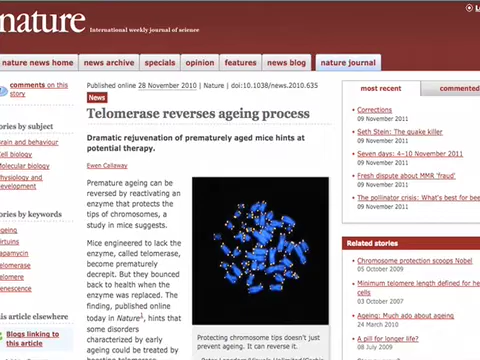 nature International weekly journal of science
nature news home news archive specials opinion features news blog nature journal
comments on this
story
Published online 28 November 2010 | Nature | doi:10.1038/news.2010.635
News
Telomerase reverses ageing process
Dramatic rejuvenation of prematurely aged mice hints at
potential therapy.
Ewen Callaway
Premature ageing can be
reversed by reactivating an
enzyme that protects the
tips of chromosomes, a
study in mice suggests.
Mice engineered to lack the
enzyme, called telomerase,
become prematurely
decrepit. But they bounced
back to health when the
enzyme was replaced. The
finding, published online
today in Nature1, hints that
some disorders
characterized by early
ageing could be treated by
Protecting chromosome tips doesn't just
prevent ageing. It can reverse it.
ories by subject
rain and behaviour
Cell biology
Molecular biology
Physiology and
evelopment
ories by keywords
geing
irtuins
apamycin
elomerase
elomere
enescence
his article elsewhere
Blogs linking to
this article
most recent commented
Corrections
09 November 2011
Seth Stein: The quake killer
09 November 2011
Seven days: 4–10 November 2011
09 November 2011
Fresh dispute about MMR 'fraud'
09 November 2011
The pollinator crisis: What's best for bee
09 November 2011
Related stories
Chromosome protection scoops Nobel
05 October 2009
Minimum telomere length defined for he
cells
03 October 2007
Ageing: Much ado about ageing
24 March 2010
A pill for longer life?
08 July 2009